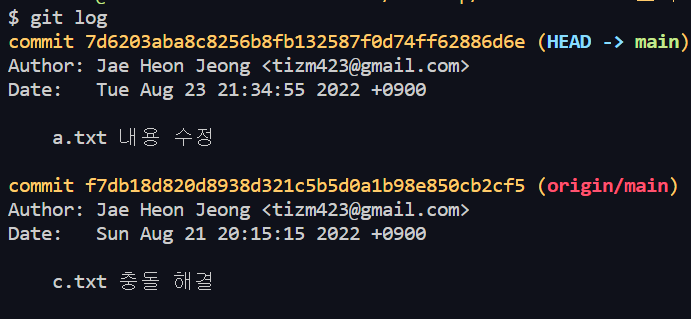 $ git log
commit 7d6203aba8c8256b8fb132587f0d74ff62886d6e (HEAD -> main)
Author: Jae Heon Jeong <tizm423@gmail.com>
Date:   Tue Aug 23 21:34:55 2022 +0900
a.txt 내용 수정
commit f7db18d820d8938d321c5b5d0a1b98e850cb2cf5 (origin/main)
Author: Jae Heon Jeong <tizm423@gmail.com>
Date:   Sun Aug 21 20:15:15 2022 +0900
c.txt 충돌 해결